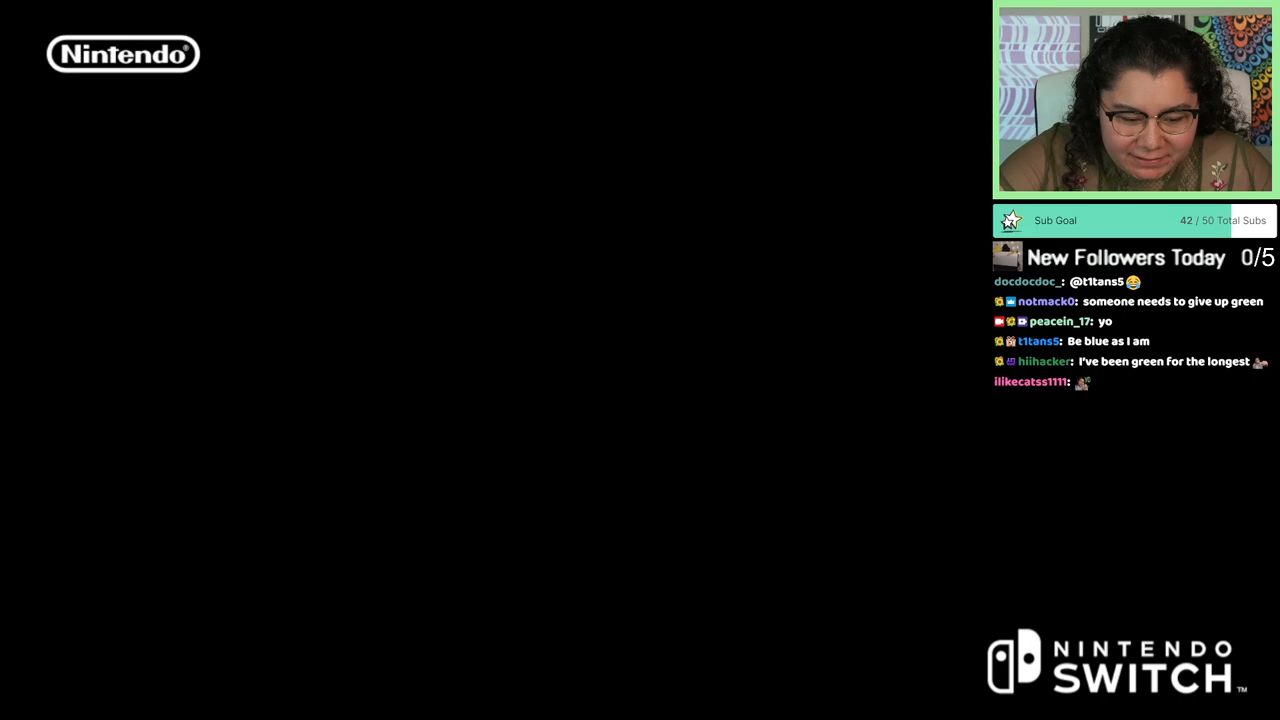 Nintendo®
Sub Goal 42 / 50 Total Subs
New Followers Today 0/5
docdocdoc_: @t1tans5
notmack0: someone needs to give up green
peacein_17: yo
t1tans5: Be blue as I am
hiihacker: I've been green for the longest
ilikecatss1111:
NINTENDO
SWITCH™